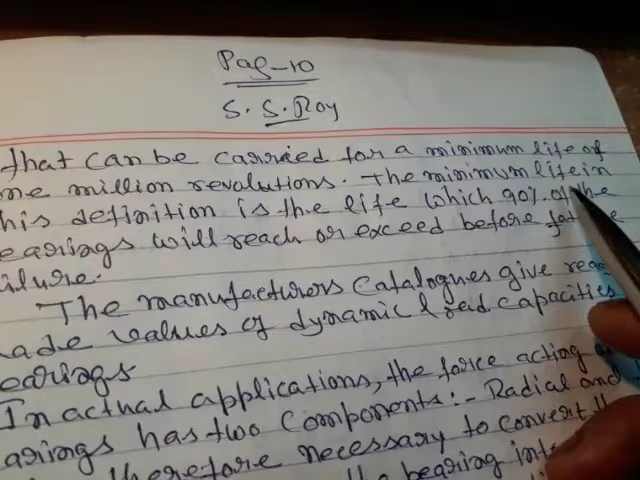 Pag-10
S. S. Roy
that can be carried for a minimum life of
one million revolutions. The minimum life in
this definition is the life which 90% of the
bearings will reach or exceed before fat
failure.
The manufacturers catalogues give
made values of dynamic load capacities
bearings
In actual applications, the force acting
bearings has two Components :- Radial and
therefore necessary to convert
the bearing into